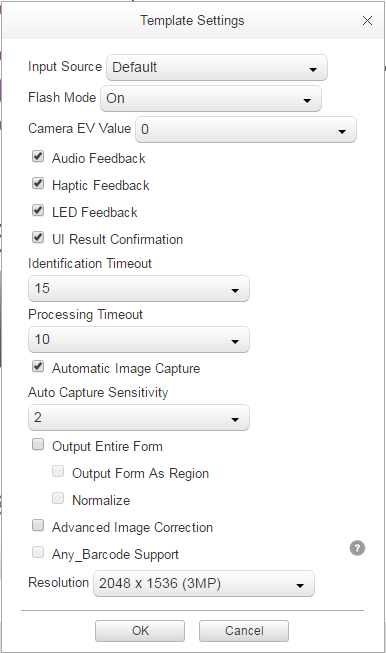 Template Settings
Input Source Default
Flash Mode On
Camera EV Value 0
Audio Feedback
Haptic Feedback
LED Feedback
UI Result Confirmation
Identification Timeout
15
Processing Timeout
10
Automatic Image Capture
Auto Capture Sensitivity
2
Output Entire Form
Output Form As Region
Normalize
Advanced Image Correction
Any_Barcode Support ?
Resolution 2048 x 1536 (3MP)
OK Cancel